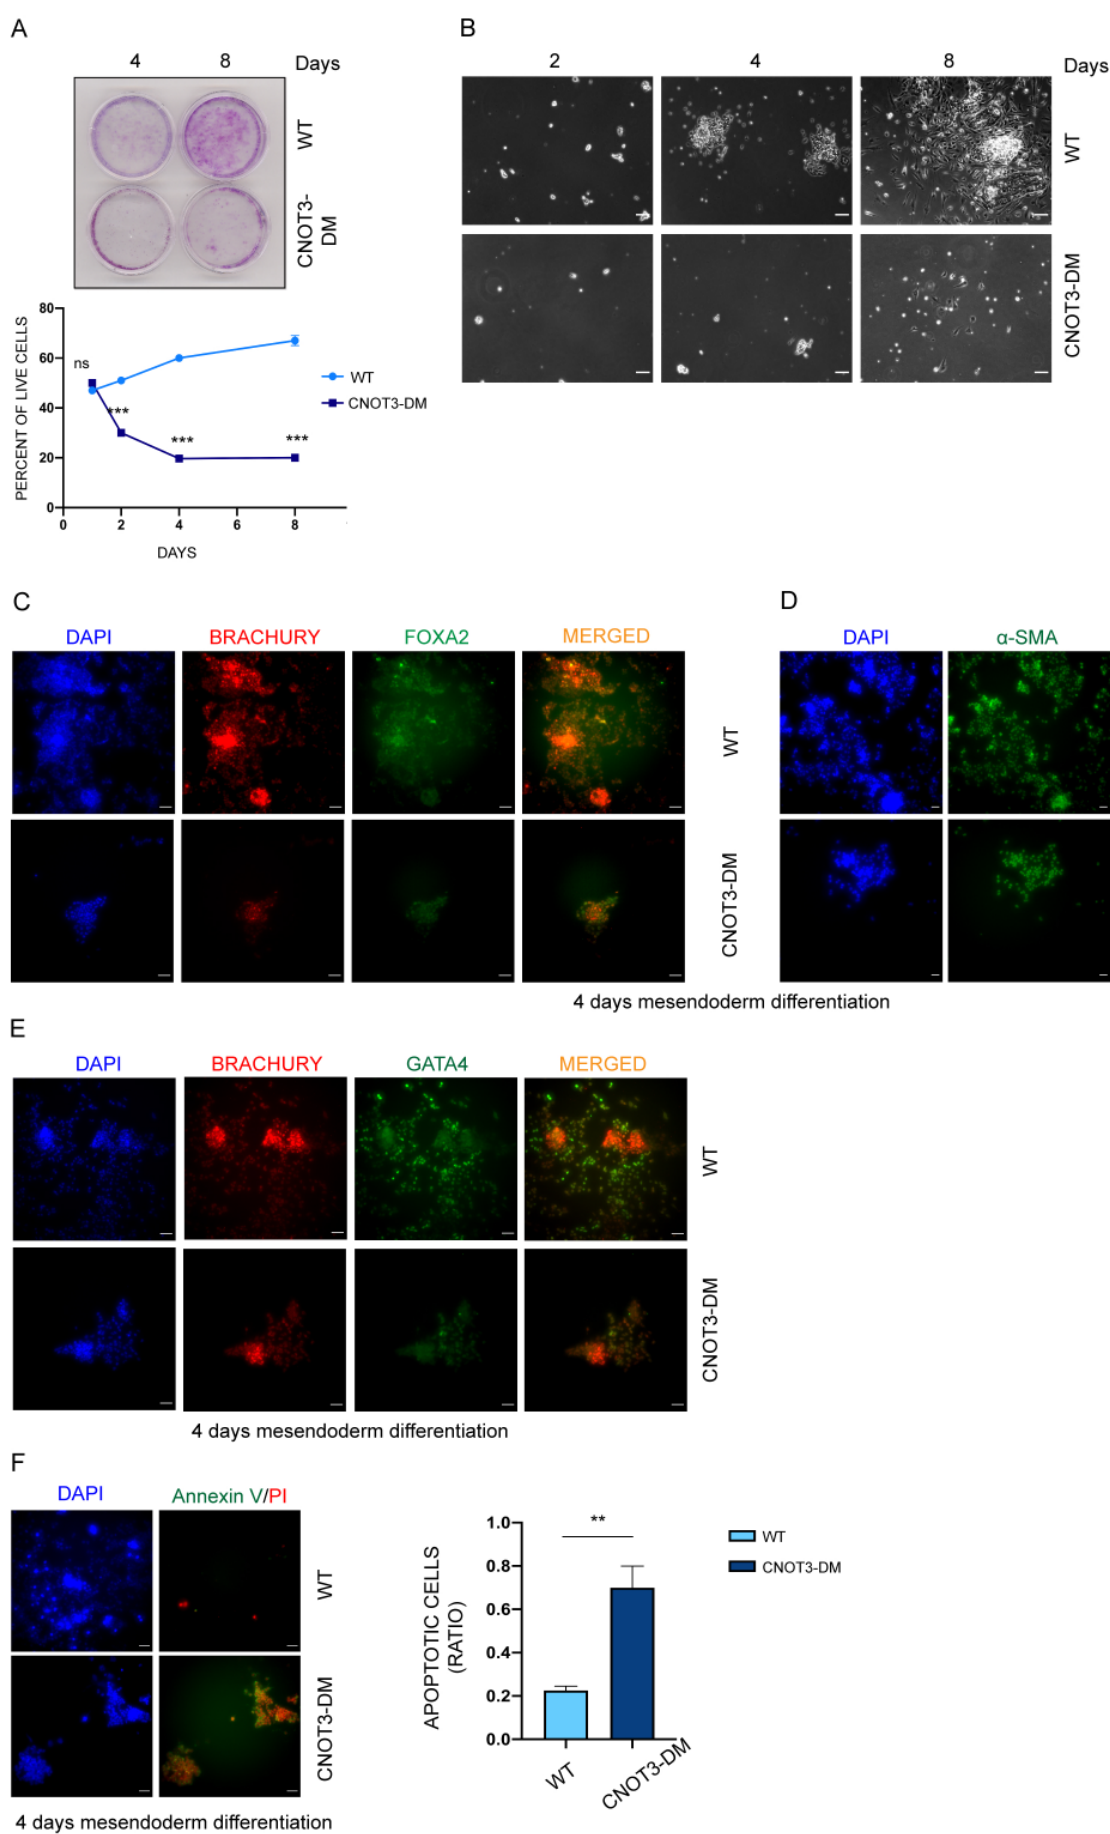 A
4 8 Days
WT
CNOT3-
DM
80
60
40
20
0
ns
***
***
***
0 2 4 6 8
PERCENT OF LIVE CELLS
DAYS
WT
CNOT3-DM
B
2 4 8 Days
WT
CNOT3-DM
C
DAPI BRACHURY FOXA2 MERGED
WT
CNOT3-DM
D
DAPI α-SMA
4 days mesendoderm differentiation
E
DAPI BRACHURY GATA4 MERGED
WT
CNOT3-DM
4 days mesendoderm differentiation
F
DAPI Annexin V/PI
WT
CNOT3-DM
4 days mesendoderm differentiation
APOPTOTIC CELLS
(RATIO)
1.0
0.8
0.6
0.4
0.2
0.0
**
WT
CNOT3-DM
WT
CNOT3-DM